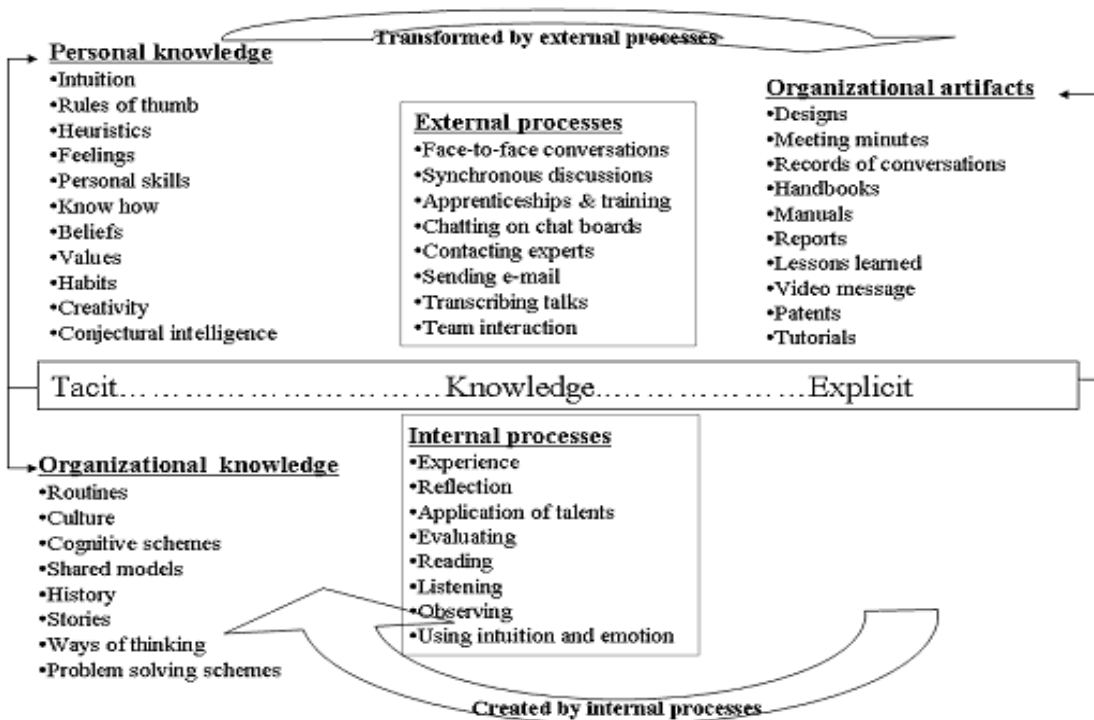 Transformed by external processes
Personal knowledge
•Intuition
•Rules of thumb
•Heuristics
•Feelings
•Personal skills
•Know how
•Beliefs
•Values
•Habits
•Creativity
•Conjectural intelligence
External processes
•Face-to-face conversations
•Synchronous discussions
•Apprenticeships & training
•Chatting on chat boards
•Contacting experts
•Sending e-mail
•Transcribing talks
•Team interaction
Organizational artifacts
•Designs
•Meeting minutes
•Records of conversations
•Handbooks
•Manuals
•Reports
•Lessons learned
•Video message
•Patents
•Tutorials
Tacit……………………………Knowledge…………………Explicit
Organizational knowledge
•Routines
•Culture
•Cognitive schemes
•Shared models
•History
•Stories
•Ways of thinking
•Problem solving schemes
Internal processes
•Experience
•Reflection
•Application of talents
•Evaluating
•Reading
•Listening
•Observing
•Using intuition and emotion
Created by internal processes